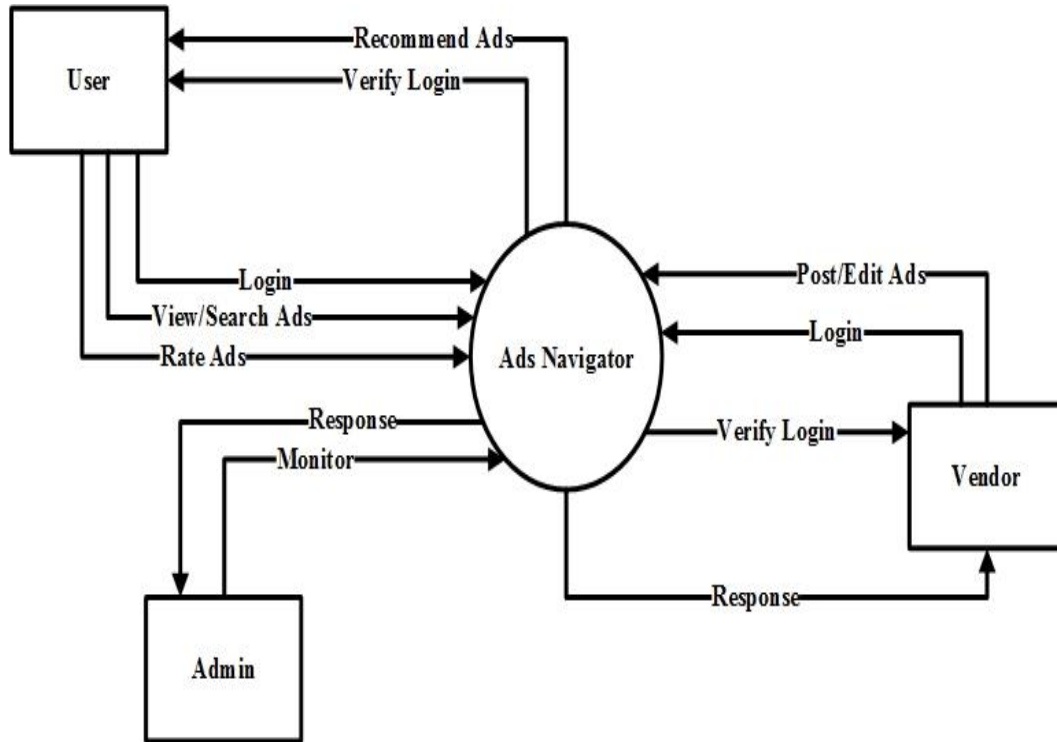 Recommend Ads
User
Verify Login
Login
Post/Edit Ads
View/Search Ads
Login
Rate Ads
Ads Navigator
Response
Verify Login
Monitor
Vendor
Response
Admin